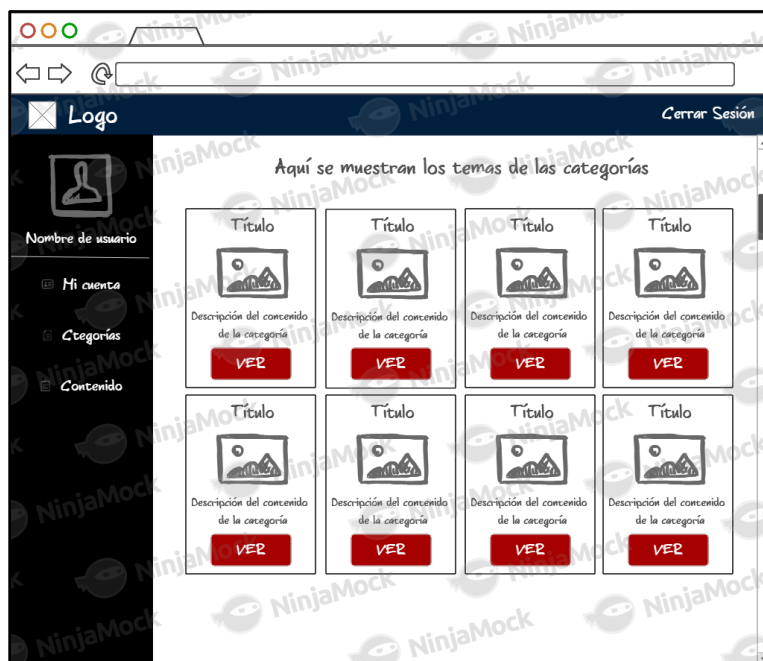 Logo
Cerrar Sesión
Nombre de usuario
Mi cuenta
Ctegorías
Contenido
Aquí se muestran los temas de las categorías
Título
Descripción del contenido
de la categoría
VER
Título
Descripción del contenido
de la categoría
VER
Título
Descripción del contenido
de la categoría
VER
Título
Descripción del contenido
de la categoría
VER
Título
Descripción del contenido
de la categoría
VER
Título
Descripción del contenido
de la categoría
VER
Título
Descripción del contenido
de la categoría
VER
Título
Descripción del contenido
de la categoría
VER
NinjaMock